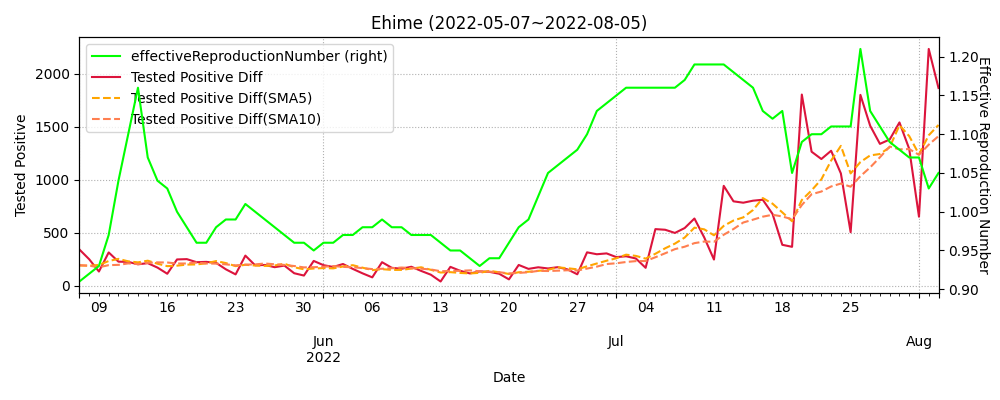 Ehime (2022-05-07~2022-08-05)
effectiveReproductionNumber (right)
Tested Positive Diff
Tested Positive Diff(SMA5)
Tested Positive Diff(SMA10)
Tested Positive
2000
1500
1000
500
0
Effective Reproduction Number
1.20
1.15
1.10
1.05
1.00
0.95
0.90
09 16 23 30 06 13 20 27 04 11 18 25
Jun Jul Aug
2022
Date